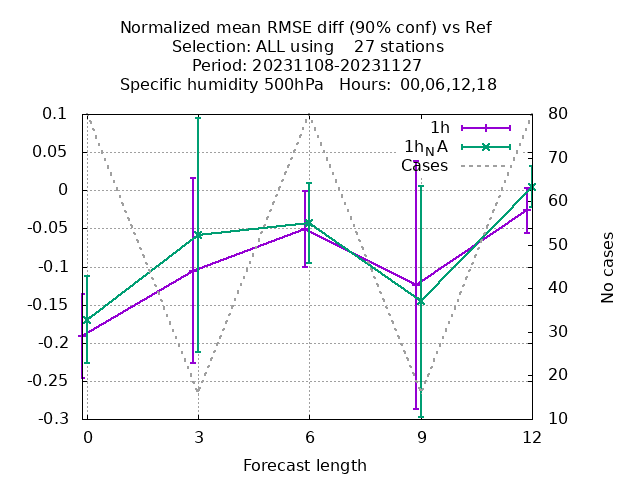 Normalized mean RMSE diff (90% conf) vs Ref
Selection: ALL using    27 stations
Period: 20231108-20231127
Specific humidity 500hPa   Hours:  00,06,12,18
0.1
0.05
0
-0.05
-0.1
-0.15
-0.2
-0.25
-0.3
1h
1h_NA
Cases
80
70
60
50
40
30
20
10
No cases
0
3
6
9
12
Forecast length